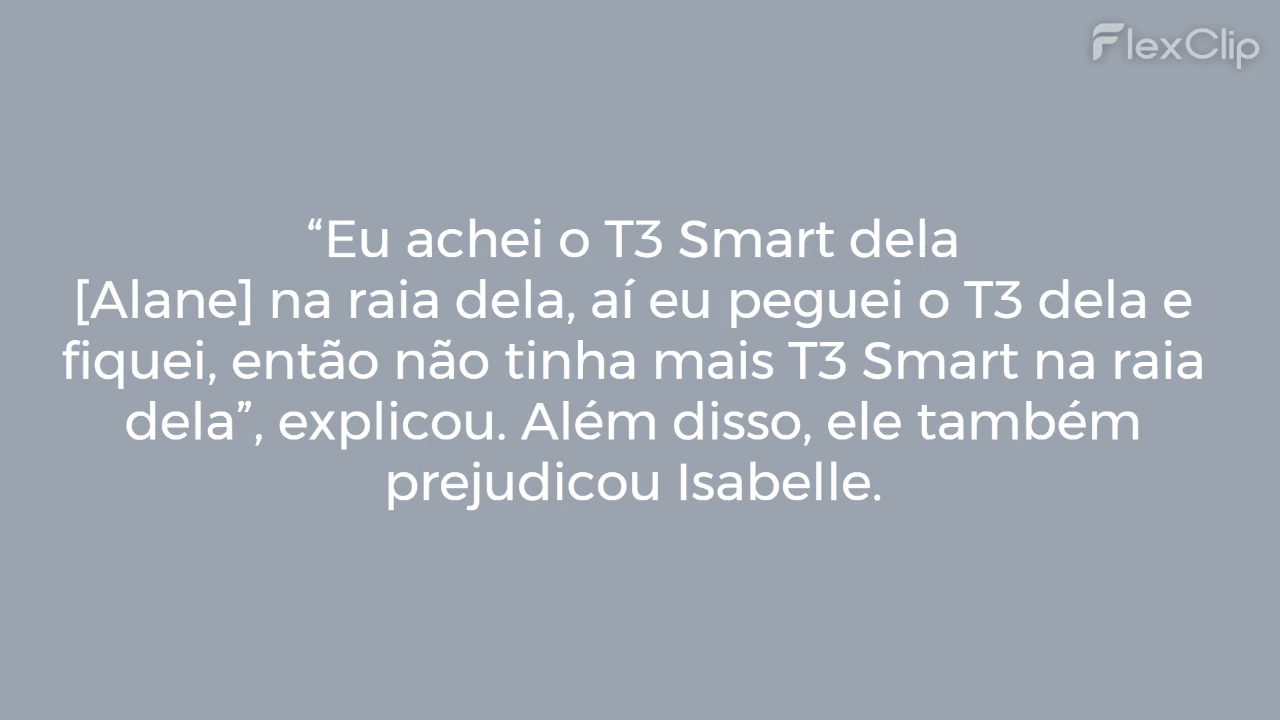 FlexClip
“Eu achei o T3 Smart dela
[Alane] na raia dela, aí eu peguei o T3 dela e
fiquei, então não tinha mais T3 Smart na raia
dela”, explicou. Além disso, ele também
prejudicou Isabelle.